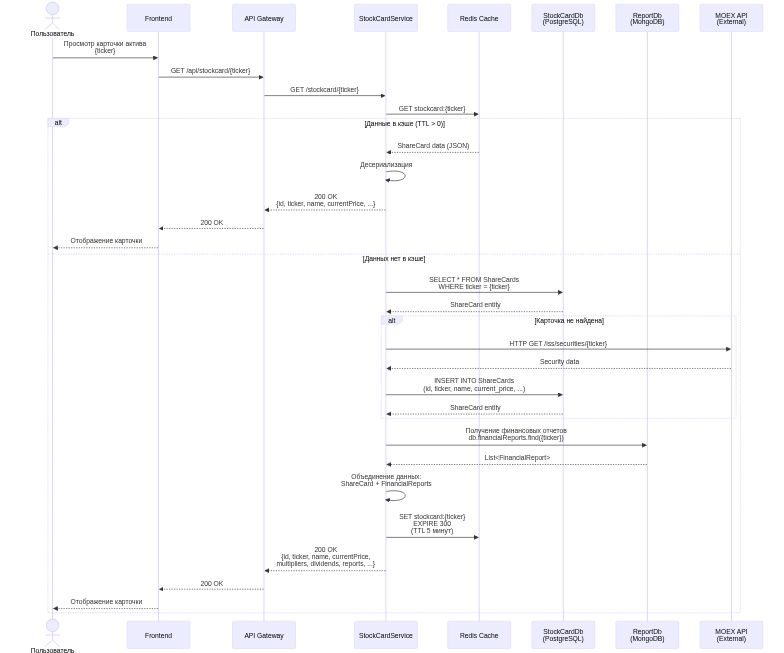 Пользователь
Frontend
API Gateway
StockCardService
Redis Cache
StockCardDb
(PostgreSQL)
ReportDb
(MongoDB)
MOEX API
(External)
Просмотр карточки актива
{ticker}
GET /api/stockcard/{ticker}
GET /stockcard/{ticker}
GET stockcard:{ticker}
alt
[Данные в кэше (TTL > 0)]
ShareCard data (JSON)
Десериализация
200 OK
{id, ticker, name, currentPrice, ...}
200 OK
Отображение карточки
[Данных нет в кэше]
SELECT * FROM ShareCards
WHERE ticker = {ticker}
ShareCard entity
alt
[Карточка не найдена]
HTTP GET /iss/securities/{ticker}
Security data
INSERT INTO ShareCards
(id, ticker, name, current_price, ...)
ShareCard entity
Получение финансовых отчетов
db.financialReports.find({ticker})
List<FinancialReport>
Объединение данных:
ShareCard + FinancialReports
SET stockcard:{ticker}
EXPIRE 300
(TTL 5 минут)
200 OK
{id, ticker, name, currentPrice,
multipliers, dividends, reports, ...}
200 OK
Отображение карточки
Пользователь
Frontend
API Gateway
StockCardService
Redis Cache
StockCardDb
(PostgreSQL)
ReportDb
(MongoDB)
MOEX API
(External)